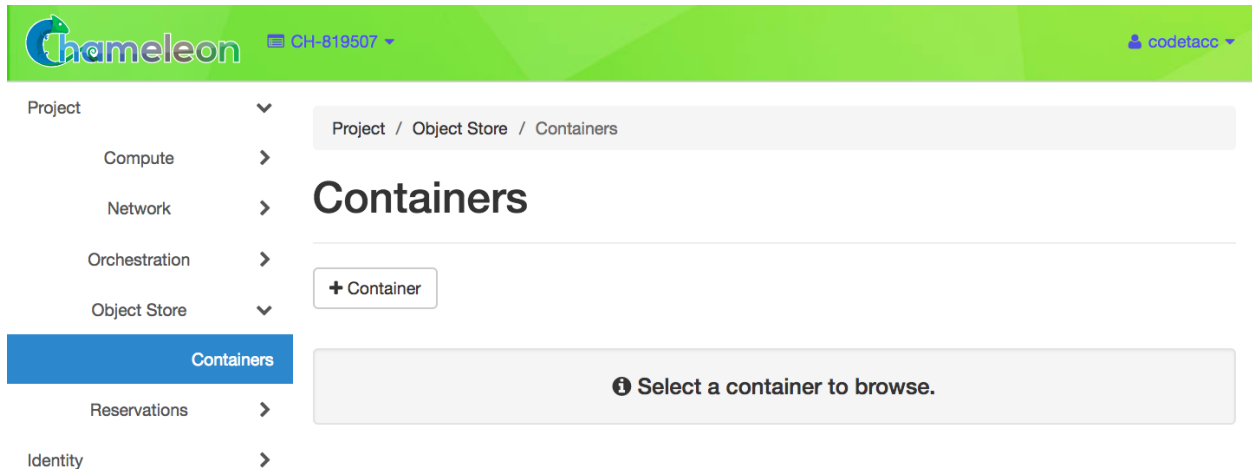 Chameleon
CH-819507
codetacc
Project
Compute
Network
Orchestration
Object Store
Containers
Reservations
Identity
Project / Object Store / Containers
Containers
+ Container
Select a container to browse.